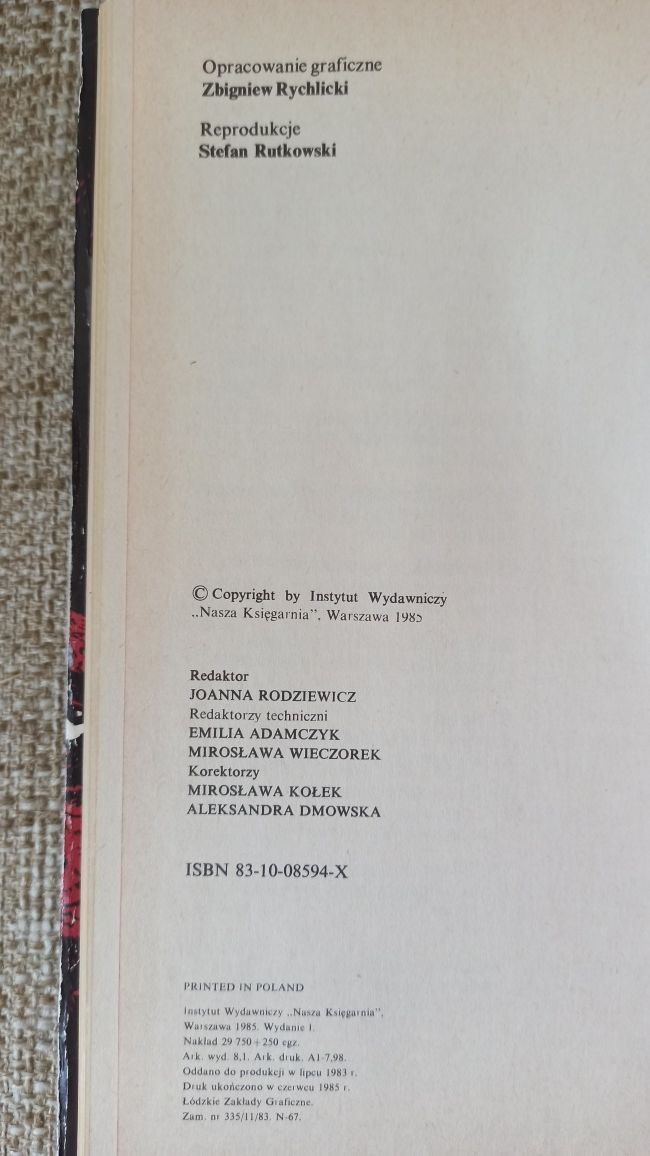 Opracowanie graficzne
Zbigniew Rychlicki
Reprodukcje
Stefan Rutkowski
© Copyright by Instytut Wydawniczy
„Nasza Księgarnia”, Warszawa 1985
Redaktor
JOANNA RODZIEWICZ
Redaktorzy techniczni
EMILIA ADAMCZYK
MIROSŁAWA WIECZOREK
Korektorzy
MIROSŁAWA KOŁEK
ALEKSANDRA DMOWSKA
ISBN 83-10-08594-X
PRINTED IN POLAND
Instytut Wydawniczy „Nasza Księgarnia”,
Warszawa 1985. Wydanie I.
Nakład 29 750+250 egz.
Ark. wyd. 8,1. Ark. druk. A1-7,98.
Oddano do produkcji w lipcu 1983 r.
Druk ukończono w czerwcu 1985 r.
Łódzkie Zakłady Graficzne.
Zam. nr 335/11/83. N-67.